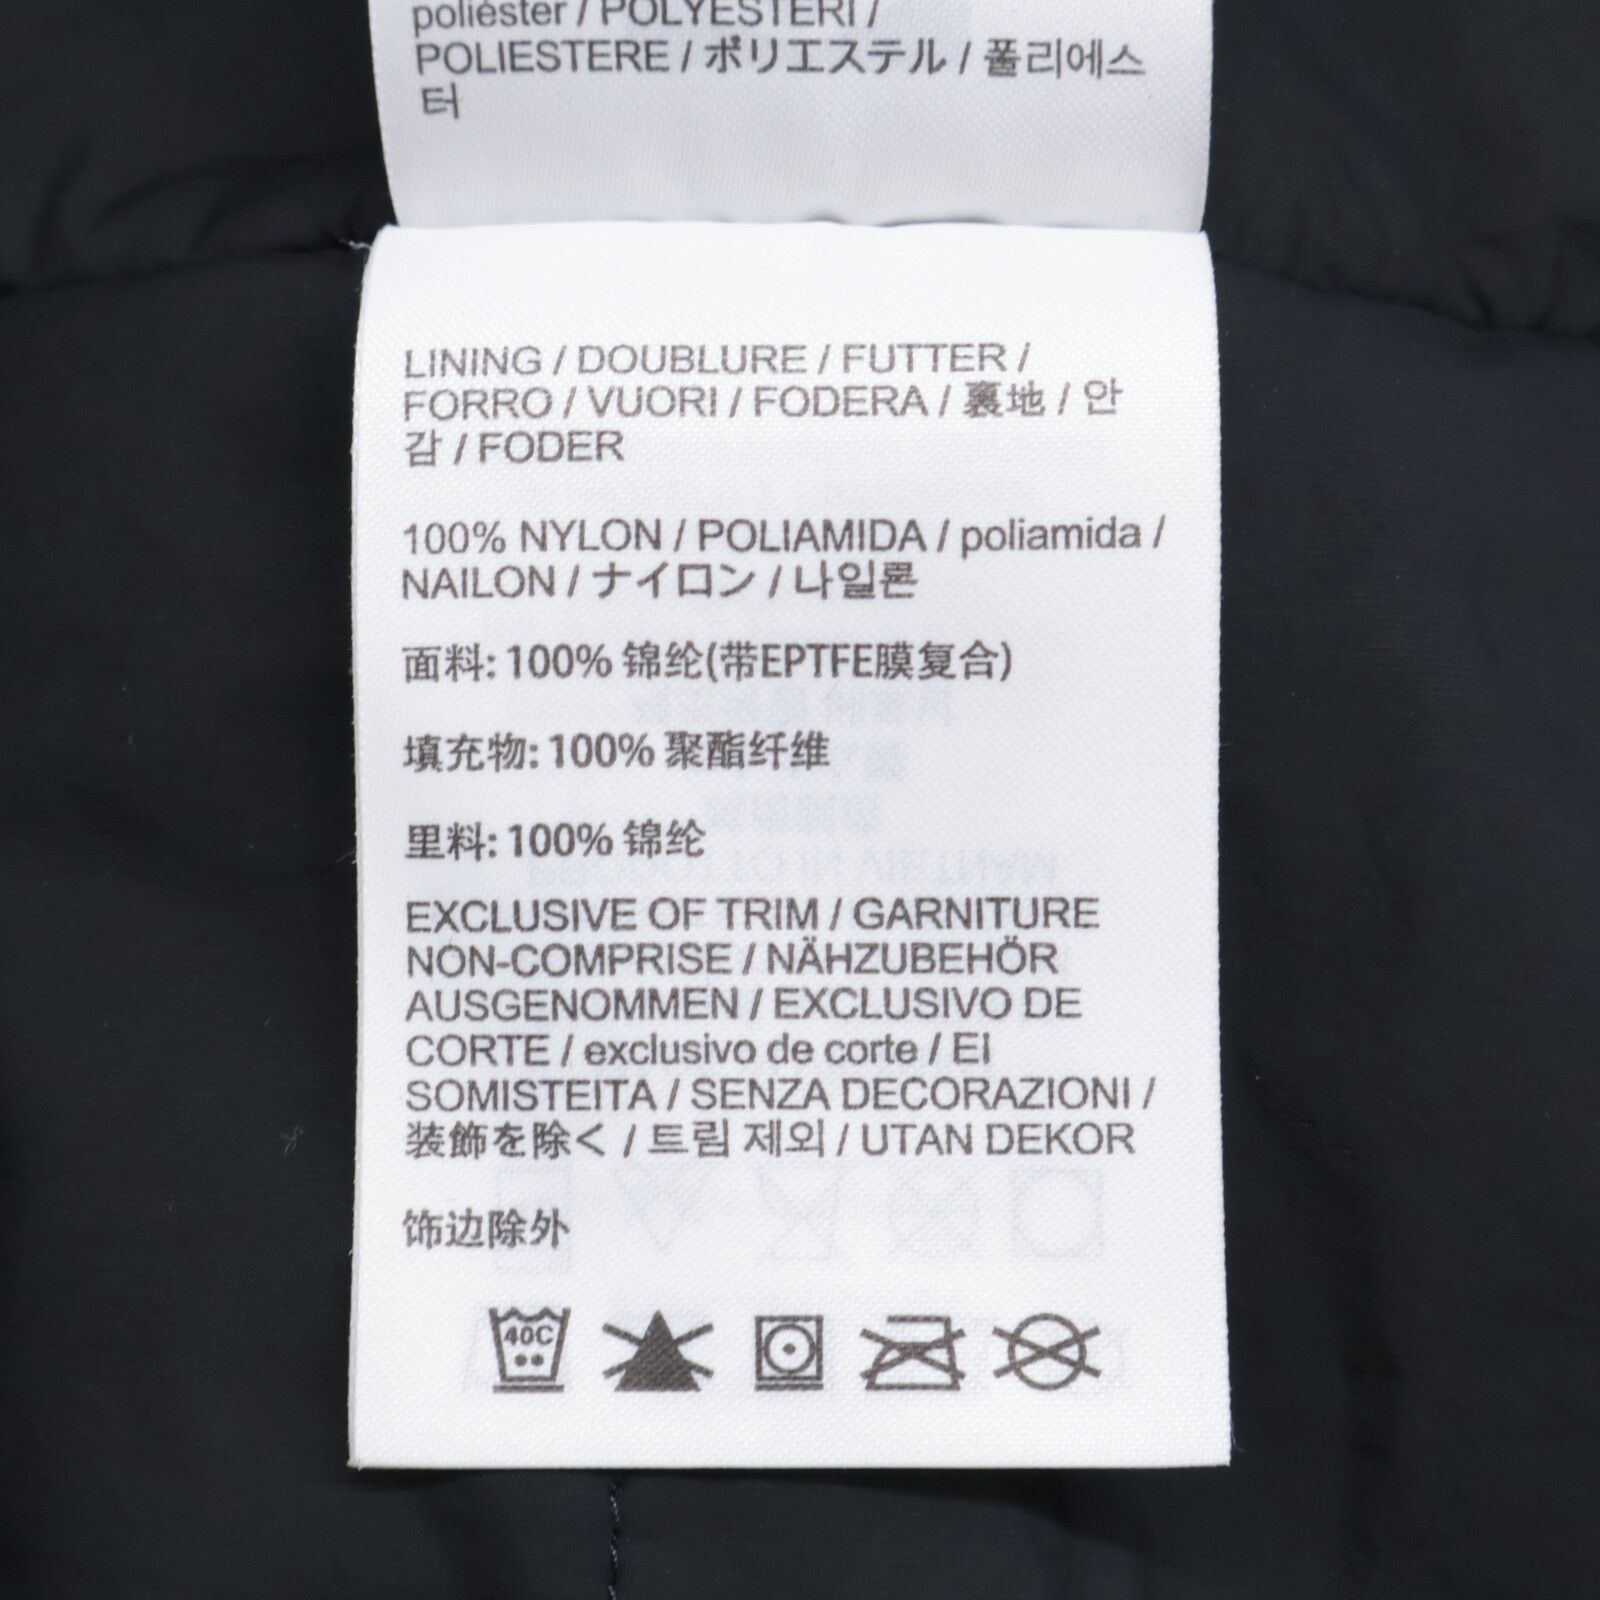 poliéster / POLYESTERI /
POLIESTERE / ポリエステル / 폴리에스
터
LINING / DOUBLURE / FUTTER /
FORRO / VUORI / FODERA / 裏地 / 안
감 / FODER
100% NYLON / POLIAMIDA / poliamida /
NAILON / ナイロン / 나일론
面料: 100% 锦纶(带EPTFE膜复合)
填充物: 100% 聚酯纤维
里料: 100% 锦纶
EXCLUSIVE OF TRIM / GARNITURE
NON-COMPRISE / NÄHZUBEHÖR
AUSGENOMMEN / EXCLUSIVO DE
CORTE / exclusivo de corte / EI
SOMISTEITA / SENZA DECORAZIONI /
装飾を除く / 트림 제외 / UTAN DEKOR
饰边除外
40C